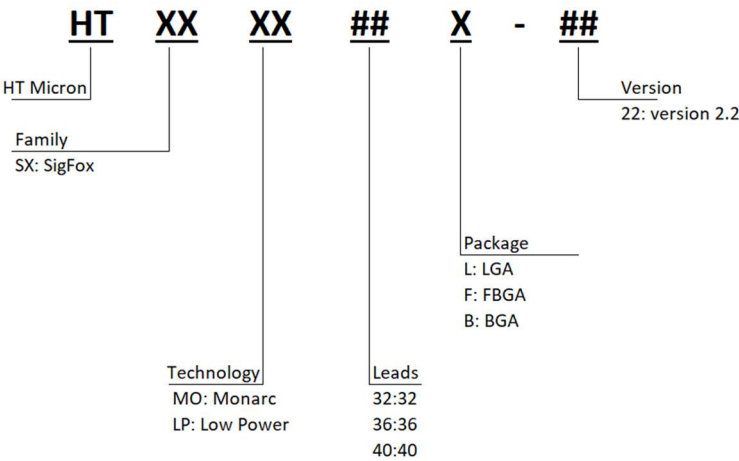 HT XX XX ## X - ##
HT Micron
Version
22: version 2.2
Family
SX: SigFox
Package
L: LGA
F: FBGA
B: BGA
Technology
MO: Monarc
LP: Low Power
Leads
32:32
36:36
40:40